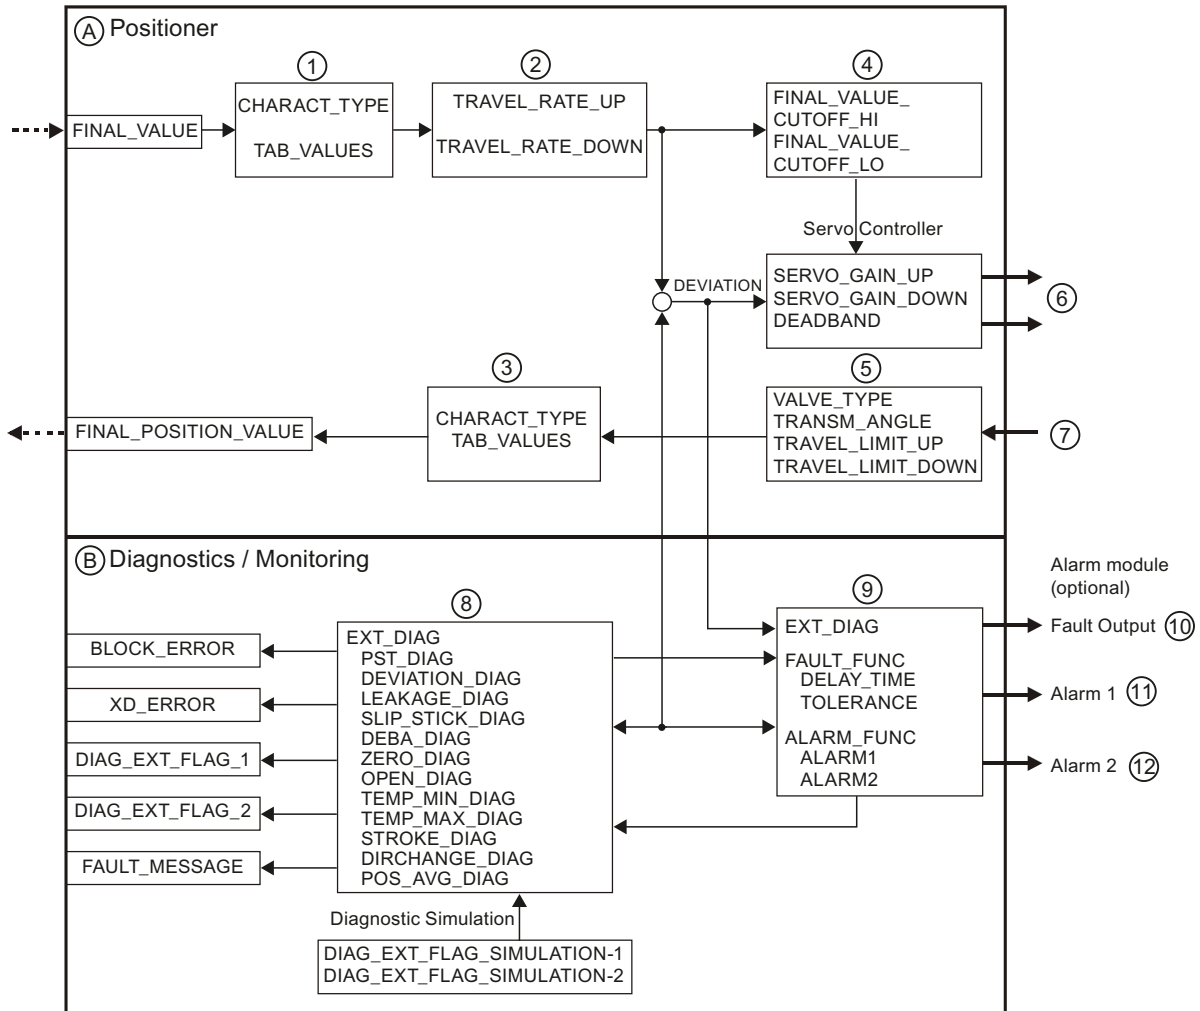 A Positioner
1
2
4
FINAL_VALUE
CHARACT_TYPE
TAB_VALUES
TRAVEL_RATE_UP
TRAVEL_RATE_DOWN
FINAL_VALUE_
CUTOFF_HI
FINAL_VALUE_
CUTOFF_LO
Servo Controller
DEVIATION
SERVO_GAIN_UP
SERVO_GAIN_DOWN
DEADBAND
6
3
5
FINAL_POSITION_VALUE
CHARACT_TYPE
TAB_VALUES
VALVE_TYPE
TRANSM_ANGLE
TRAVEL_LIMIT_UP
TRAVEL_LIMIT_DOWN
7
B Diagnostics / Monitoring
8
9
Alarm module
(optional)
BLOCK_ERROR
XD_ERROR
DIAG_EXT_FLAG_1
DIAG_EXT_FLAG_2
FAULT_MESSAGE
EXT_DIAG
PST_DIAG
DEVIATION_DIAG
LEAKAGE_DIAG
SLIP_STICK_DIAG
DEBA_DIAG
ZERO_DIAG
OPEN_DIAG
TEMP_MIN_DIAG
TEMP_MAX_DIAG
STROKE_DIAG
DIRCHANGE_DIAG
POS_AVG_DIAG
EXT_DIAG
FAULT_FUNC
DELAY_TIME
TOLERANCE
ALARM_FUNC
ALARM1
ALARM2
Fault Output 10
Alarm 1 11
Alarm 2 12
Diagnostic Simulation
DIAG_EXT_FLAG_SIMULATION-1
DIAG_EXT_FLAG_SIMULATION-2